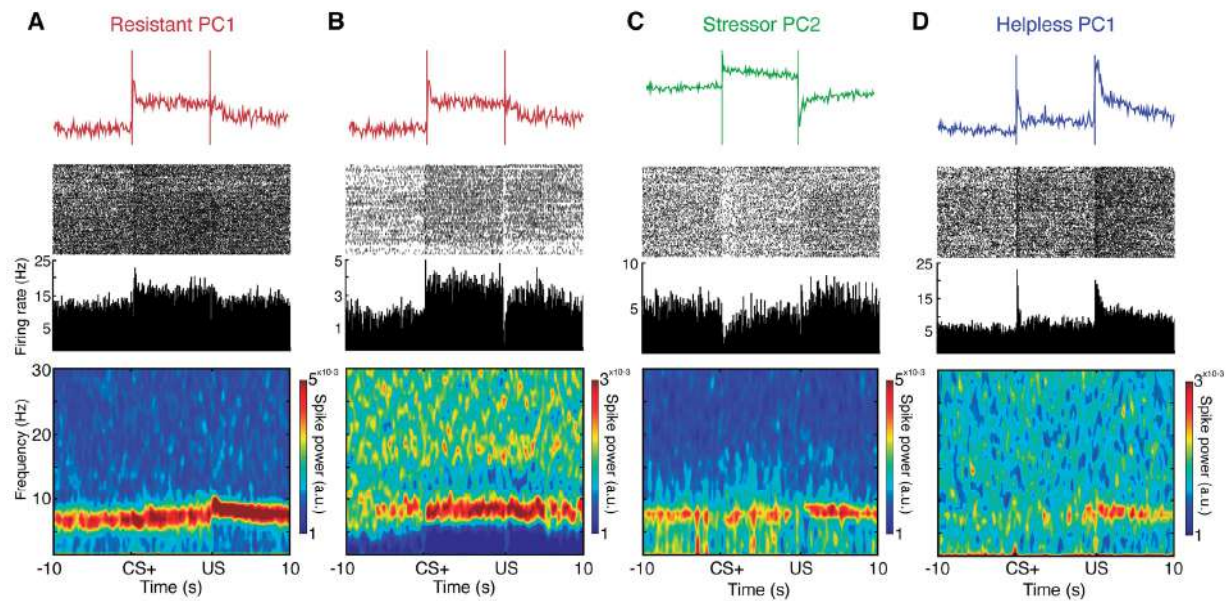 A Resistant PC1 B C Stressor PC2 D Helpless PC1
Firing rate (Hz)
25
15
5
5
3
1
10
5
25
15
5
Frequency (Hz)
30
20
10
5x10-3
Spike power (a.u.)
1
3x10-3
Spike power (a.u.)
1
5x10-3
Spike power (a.u.)
1
3x10-3
Spike power (a.u.)
1
-10 CS+ US 10 -10 CS+ US 10 -10 CS+ US 10 -10 CS+ US 10
Time (s) Time (s) Time (s) Time (s)